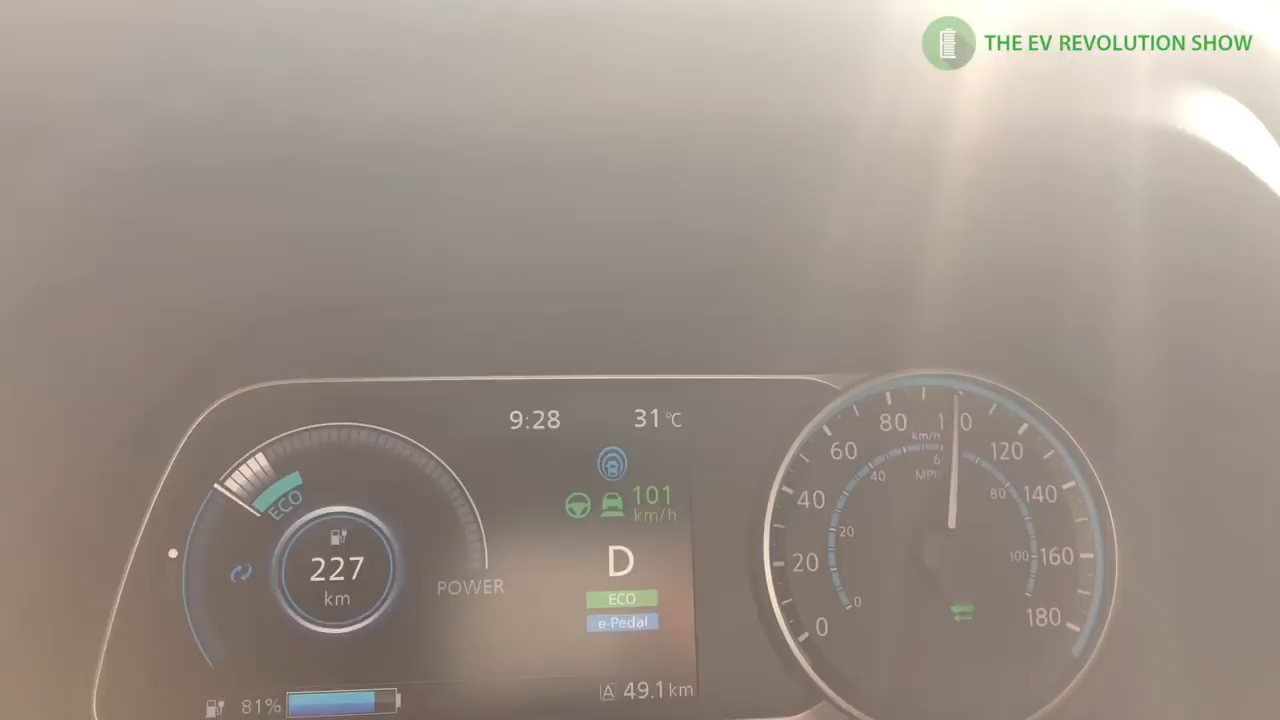 THE EV REVOLUTION SHOW
9:28
31°C
101
km/h
D
ECO
e-Pedal
ECO
227
km
POWER
81%
A 49.1 km
0
20
40
60
80
120
140
160
180
km/h
MPH
0
20
40
80
100